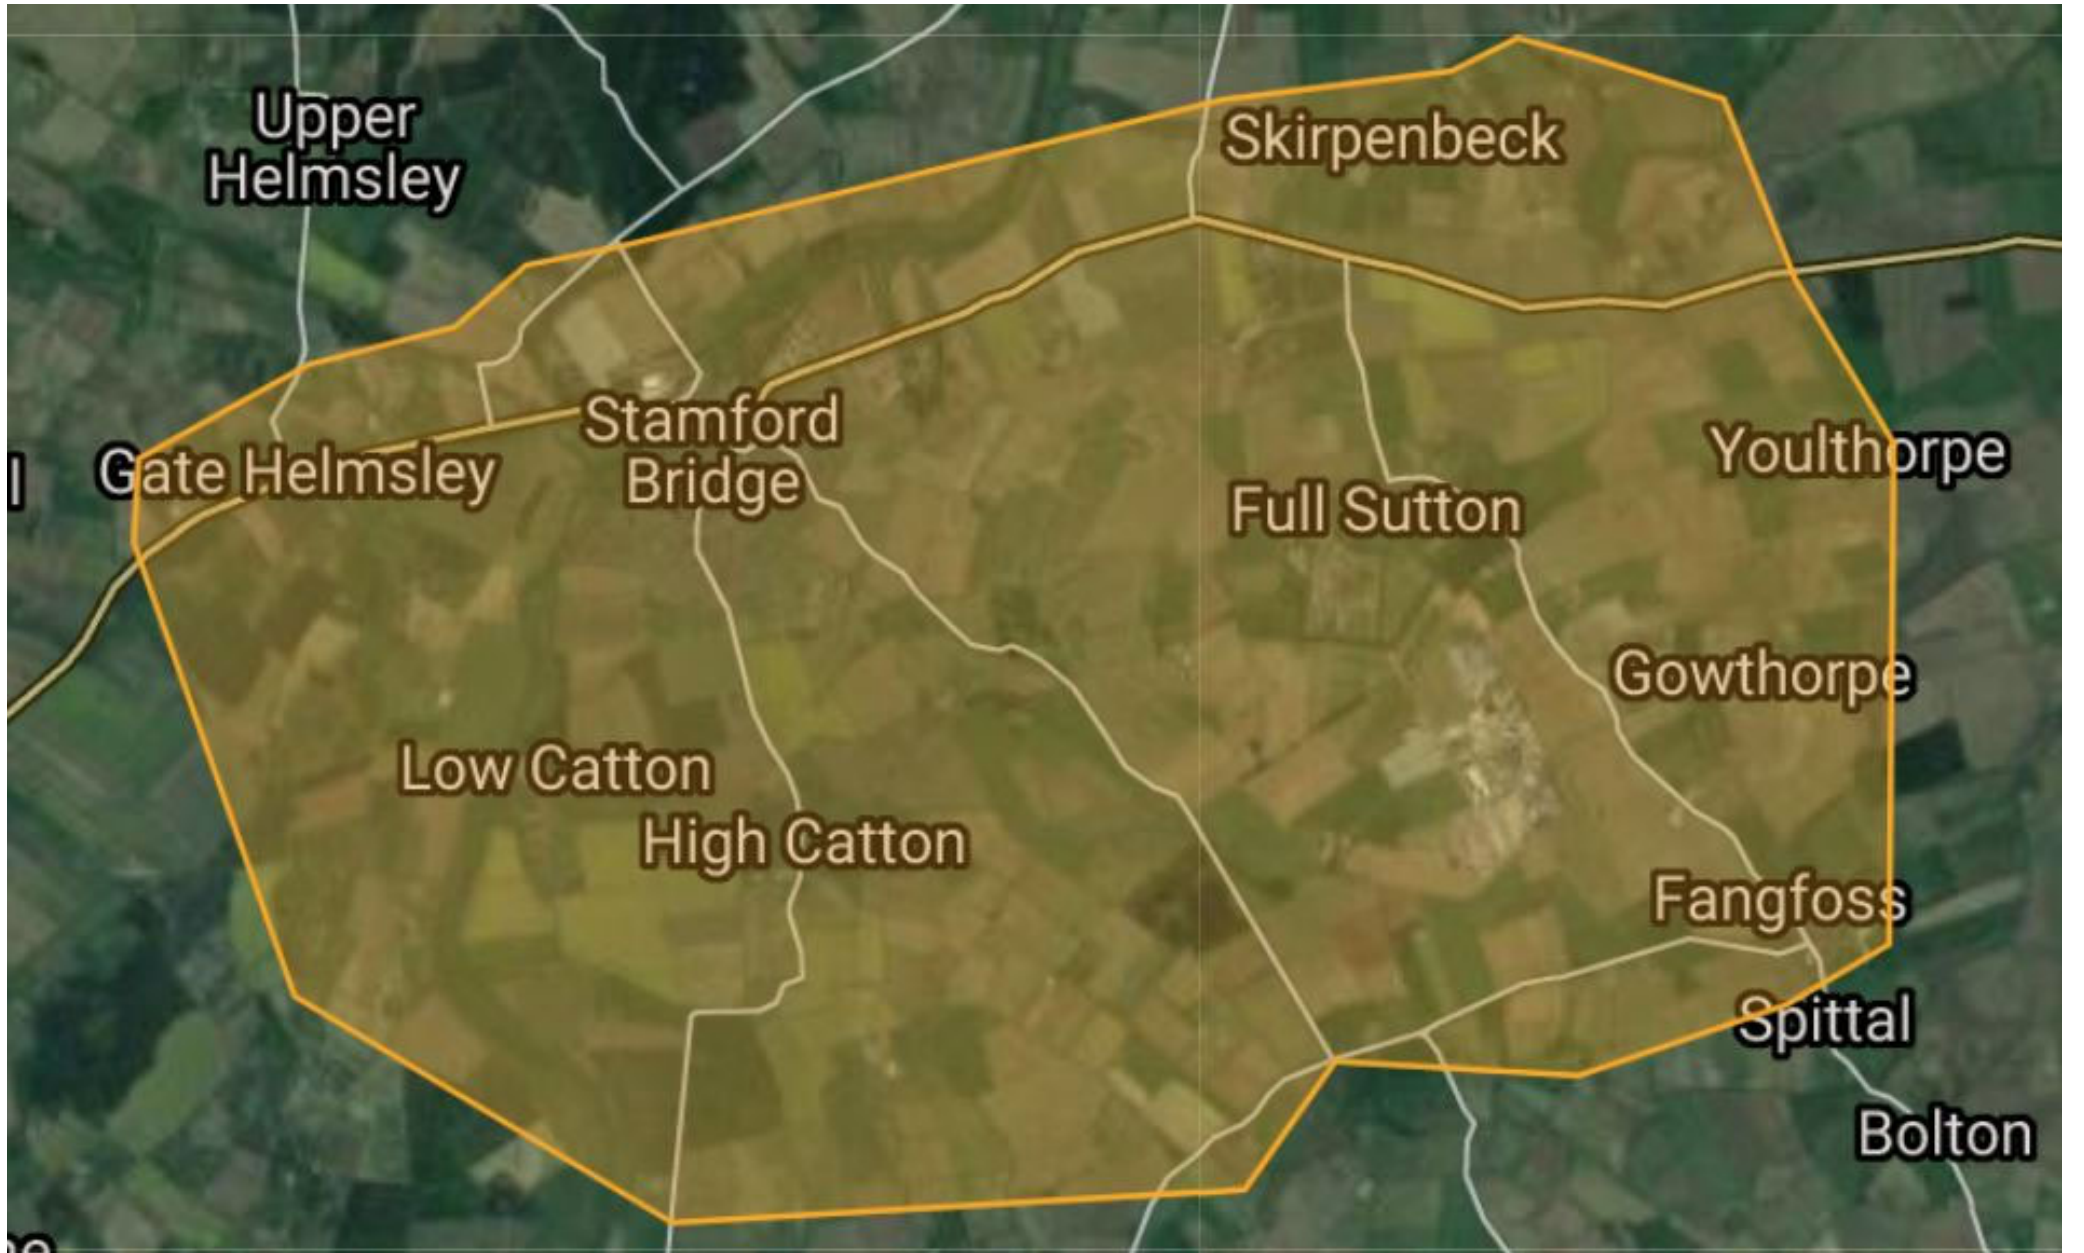 Upper
Helmsley
Skirpenbeck
Stamford
Bridge
Gate Helmsley
Youlthorpe
Full Sutton
Gowthorpe
Low Catton
High Catton
Fangfoss
Spittal
Bolton